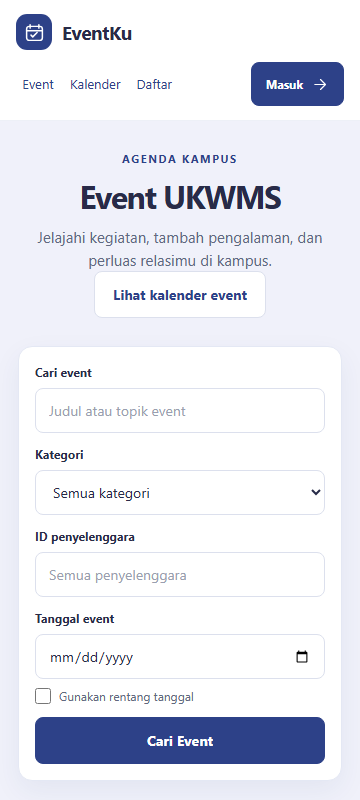 EventKu
Event Kalender Daftar Masuk →
AGENDA KAMPUS
Event UKWMS
Jelajahi kegiatan, tambah pengalaman, dan
perluas relasimu di kampus.
Lihat kalender event
Cari event
Judul atau topik event
Kategori
Semua kategori
ID penyelenggara
Semua penyelenggara
Tanggal event
mm/dd/yyyy
Gunakan rentang tanggal
Cari Event